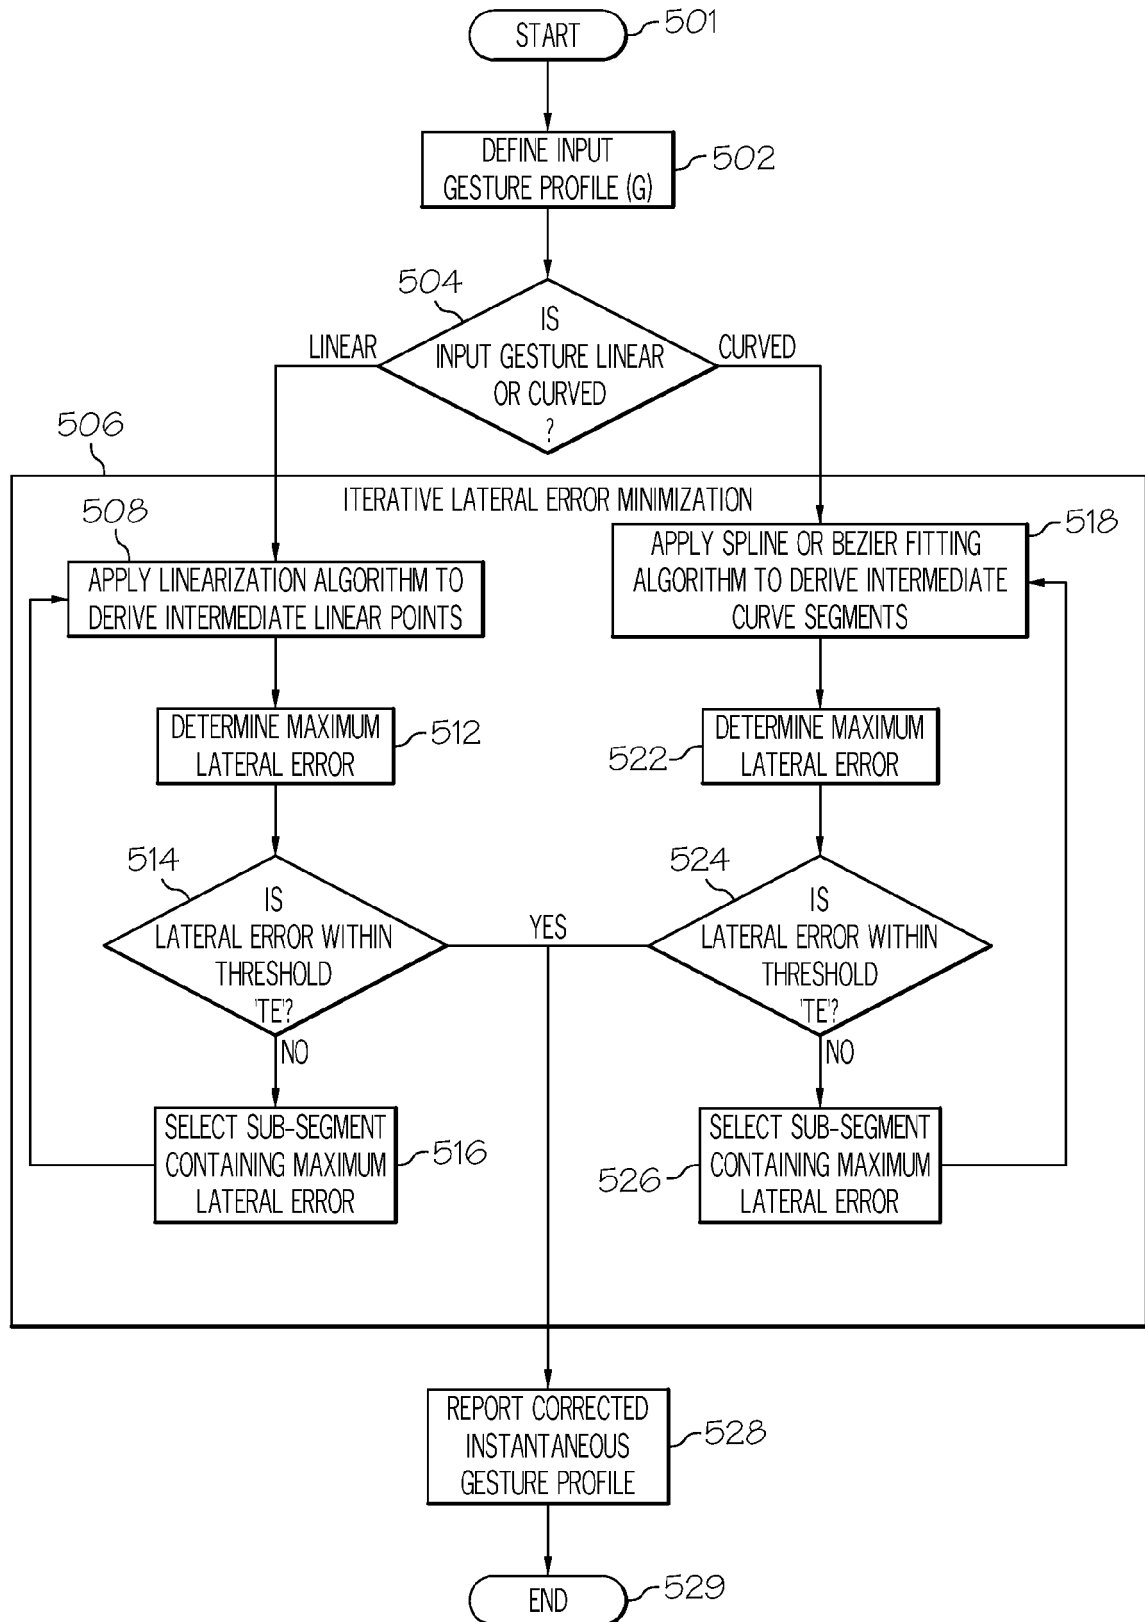 START
501
DEFINE INPUT
GESTURE PROFILE (G)
502
504
IS
INPUT GESTURE LINEAR
OR CURVED
?
LINEAR
CURVED
506
ITERATIVE LATERAL ERROR MINIMIZATION
508
APPLY LINEARIZATION ALGORITHM TO
DERIVE INTERMEDIATE LINEAR POINTS
518
APPLY SPLINE OR BEZIER FITTING
ALGORITHM TO DERIVE INTERMEDIATE
CURVE SEGMENTS
DETERMINE MAXIMUM
LATERAL ERROR
512
522
DETERMINE MAXIMUM
LATERAL ERROR
514
IS
LATERAL ERROR WITHIN
THRESHOLD
'TE'?
YES
524
IS
LATERAL ERROR WITHIN
THRESHOLD
'TE'?
NO
NO
SELECT SUB-SEGMENT
CONTAINING MAXIMUM
LATERAL ERROR
516
526
SELECT SUB-SEGMENT
CONTAINING MAXIMUM
LATERAL ERROR
REPORT CORRECTED
INSTANTANEOUS
GESTURE PROFILE
528
END
529